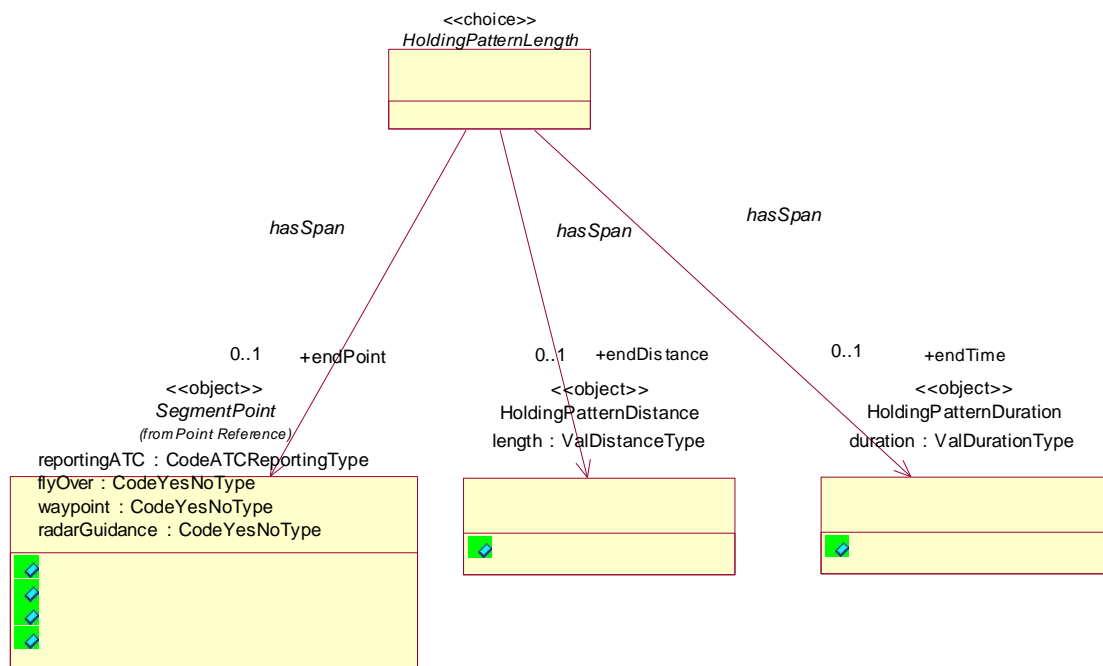 <<choice>>
HoldingPatternLength
hasSpan
hasSpan
hasSpan
0..1
+endPoint
0..1
+endDistance
0..1
+endTime
<<object>>
SegmentPoint
(from Point Reference)
reportingATC : CodeATCReportingType
flyOver : CodeYesNoType
waypoint : CodeYesNoType
radarGuidance : CodeYesNoType
<<object>>
HoldingPatternDistance
length : ValDistanceType
<<object>>
HoldingPatternDuration
duration : ValDurationType